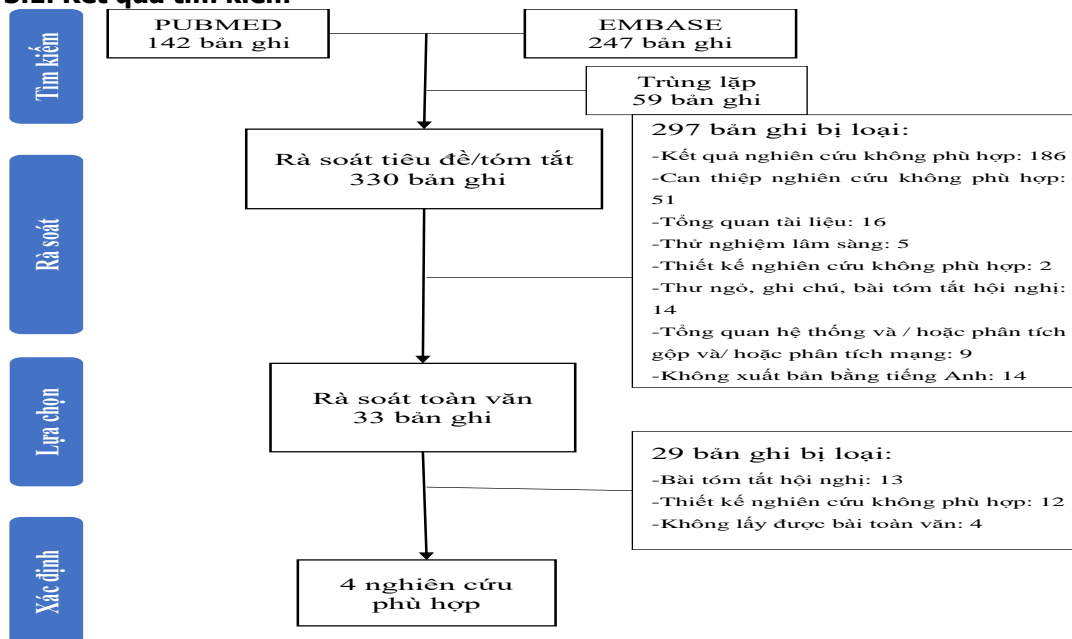 3.2. Kết quả tìm kiếm
PUBMED
142 bản ghi
EMBASE
247 bản ghi
Tìm kiếm
Trùng lặp
59 bản ghi
Rà soát tiêu đề/tóm tắt
330 bản ghi
297 bản ghi bị loại:
-Kết quả nghiên cứu không phù hợp: 186
-Can thiệp nghiên cứu không phù hợp:
51
-Tổng quan tài liệu: 16
-Thử nghiệm lâm sàng: 5
-Thiết kế nghiên cứu không phù hợp: 2
-Thư ngỏ, ghi chú, bài tóm tắt hội nghị:
14
-Tổng quan hệ thống và / hoặc phân tích
gộp và/ hoặc phân tích mạng: 9
-Không xuất bản bằng tiếng Anh: 14
Rà soát
Rà soát toàn văn
33 bản ghi
Lựa chọn
29 bản ghi bị loại:
-Bài tóm tắt hội nghị: 13
-Thiết kế nghiên cứu không phù hợp: 12
-Không lấy được bài toàn văn: 4
4 nghiên cứu
phù hợp
Xác định